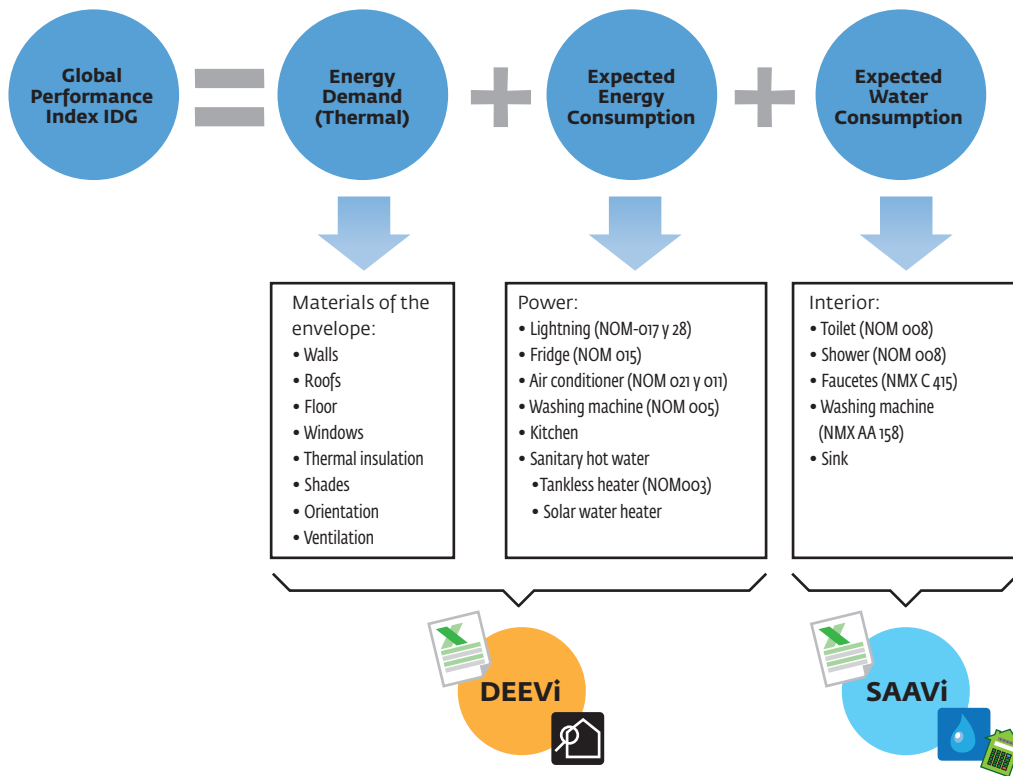 Global
Performance
Index IDG
Energy
Demand
(Thermal)
Expected
Energy
Consumption
Expected
Water
Consumption
Materials of the
envelope:
• Walls
• Roofs
• Floor
• Windows
• Thermal insulation
• Shades
• Orientation
• Ventilation
Power:
• Lightning (NOM-017 y 28)
• Fridge (NOM 015)
• Air conditioner (NOM 021 y 011)
• Washing machine (NOM 005)
• Kitchen
• Sanitary hot water
•Tankless heater (NOM003)
• Solar water heater
Interior:
• Toilet (NOM 008)
• Shower (NOM 008)
• Faucetes (NMX C 415)
• Washing machine
(NMX AA 158)
• Sink
DEEVi
SAAVi